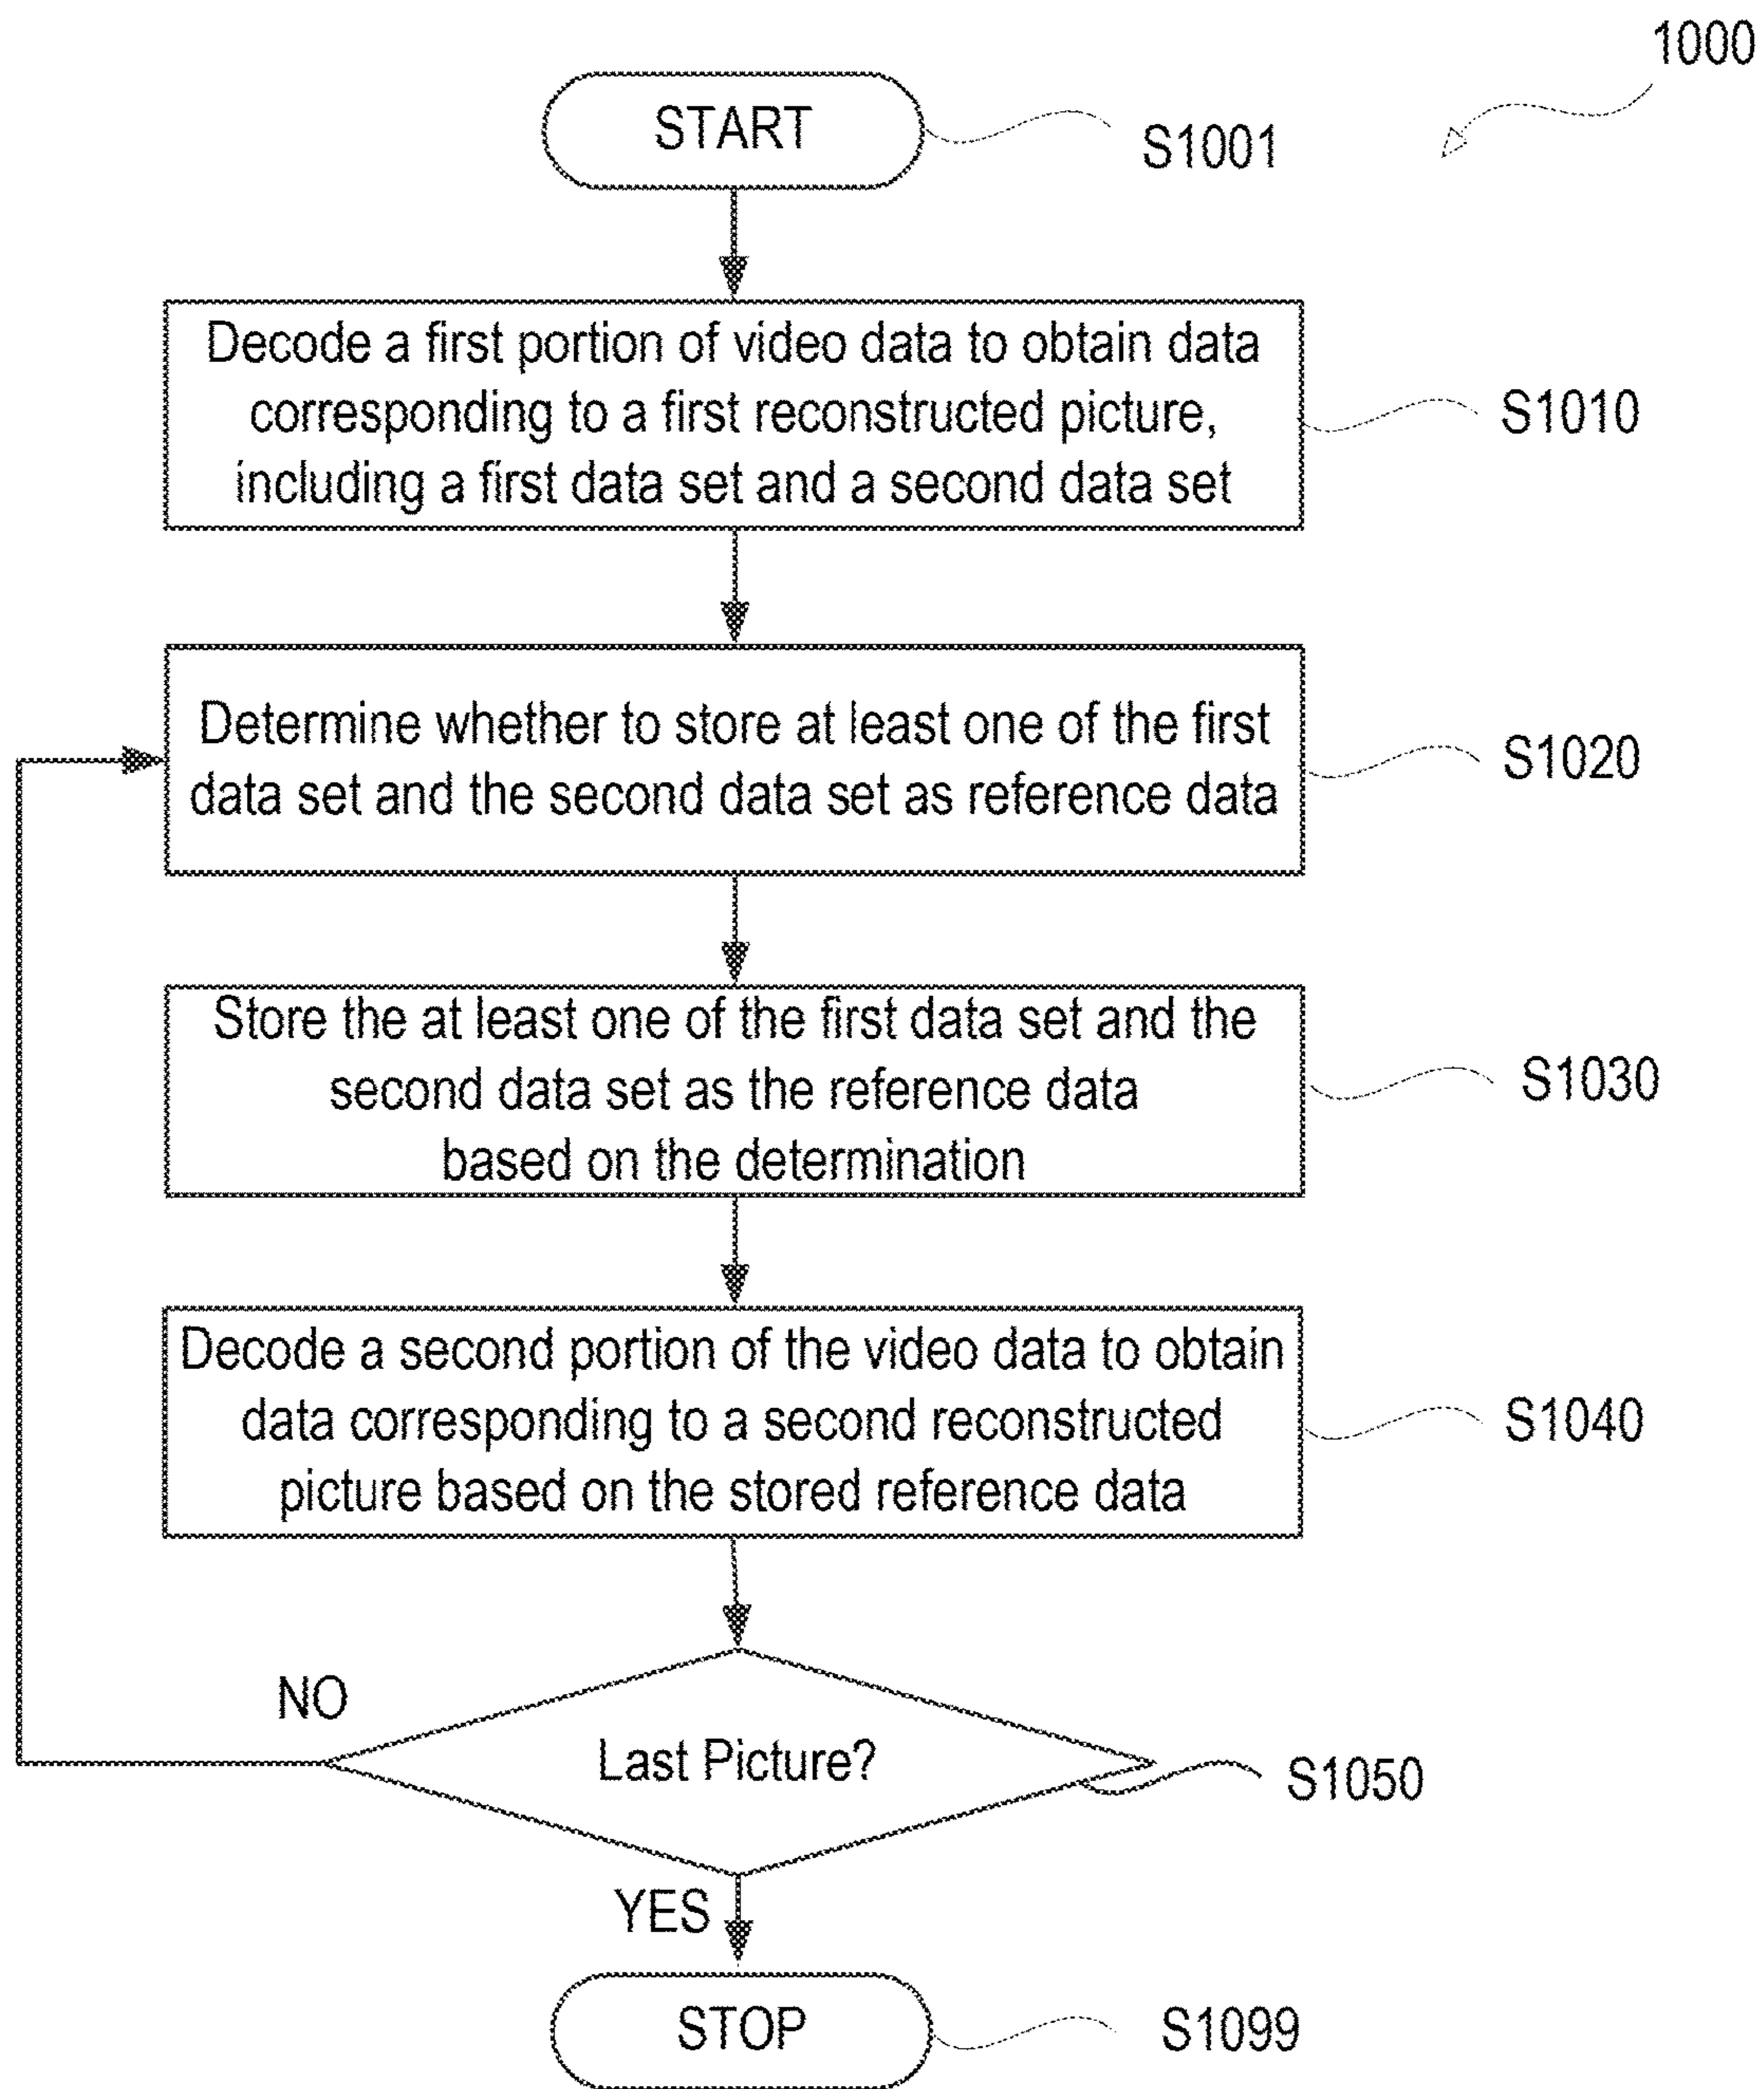 1000
START
S1001
Decode a first portion of video data to obtain data
corresponding to a first reconstructed picture,
including a first data set and a second data set
S1010
Determine whether to store at least one of the first
data set and the second data set as reference data
S1020
Store the at least one of the first data set and the
second data set as the reference data
based on the determination
S1030
Decode a second portion of the video data to obtain
data corresponding to a second reconstructed
picture based on the stored reference data
S1040
NO
Last Picture?
S1050
YES
STOP
S1099